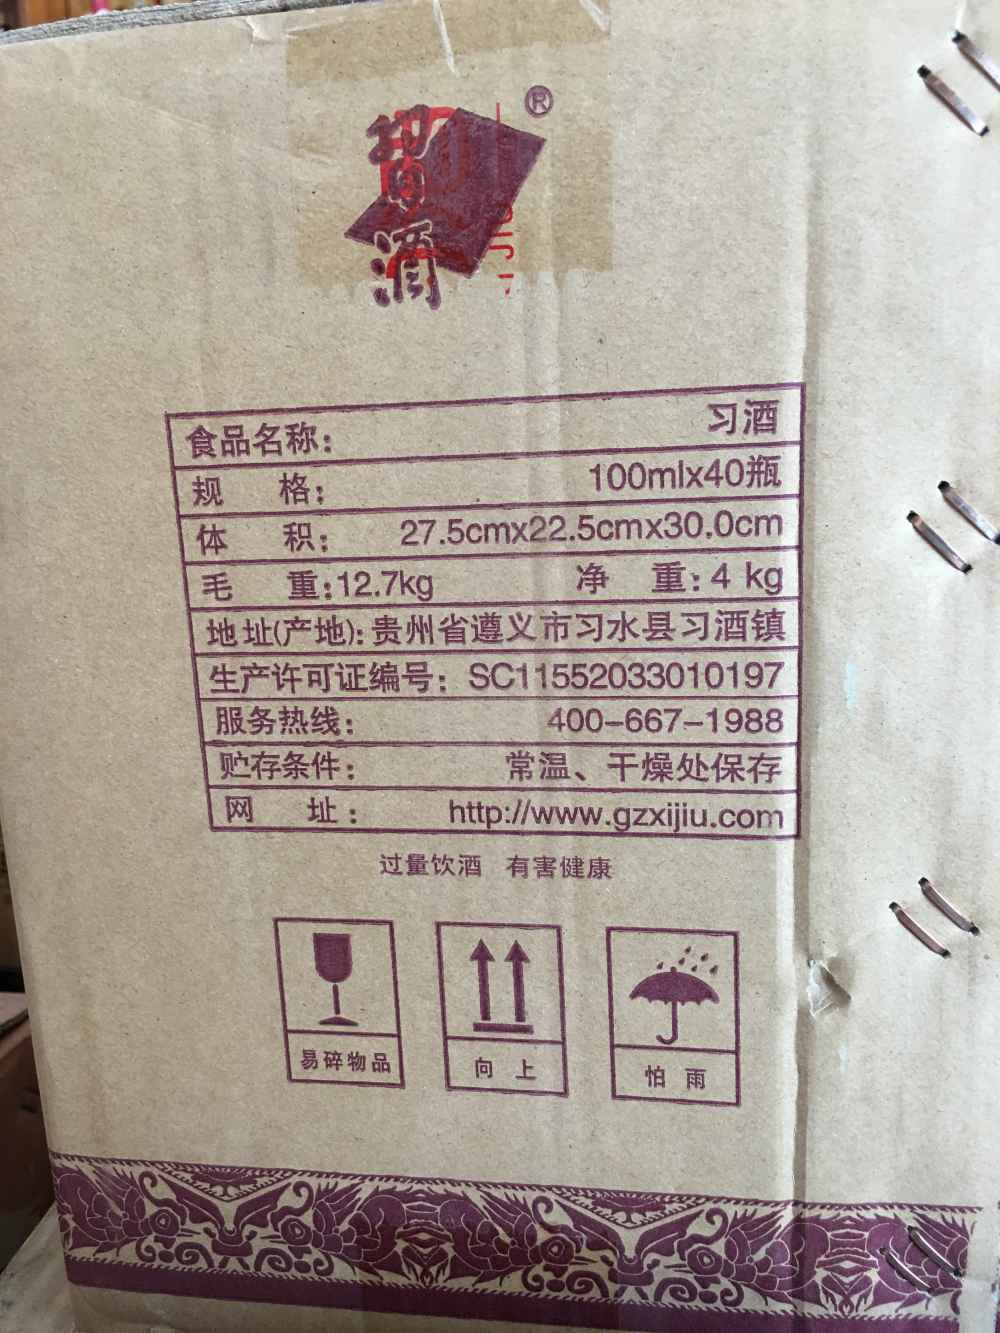 ®
习酒
食品名称: 习酒
规 格: 100mlx40瓶
体 积: 27.5cmx22.5cmx30.0cm
毛 重:12.7kg 净 重:4 kg
地址(产地):贵州省遵义市习水县习酒镇
生产许可证编号: SC11552033010197
服务热线: 400-667-1988
贮存条件: 常温、干燥处保存
网 址: http://www.gzxijiu.com
过量饮酒 有害健康
易碎物品
向 上
怕 雨